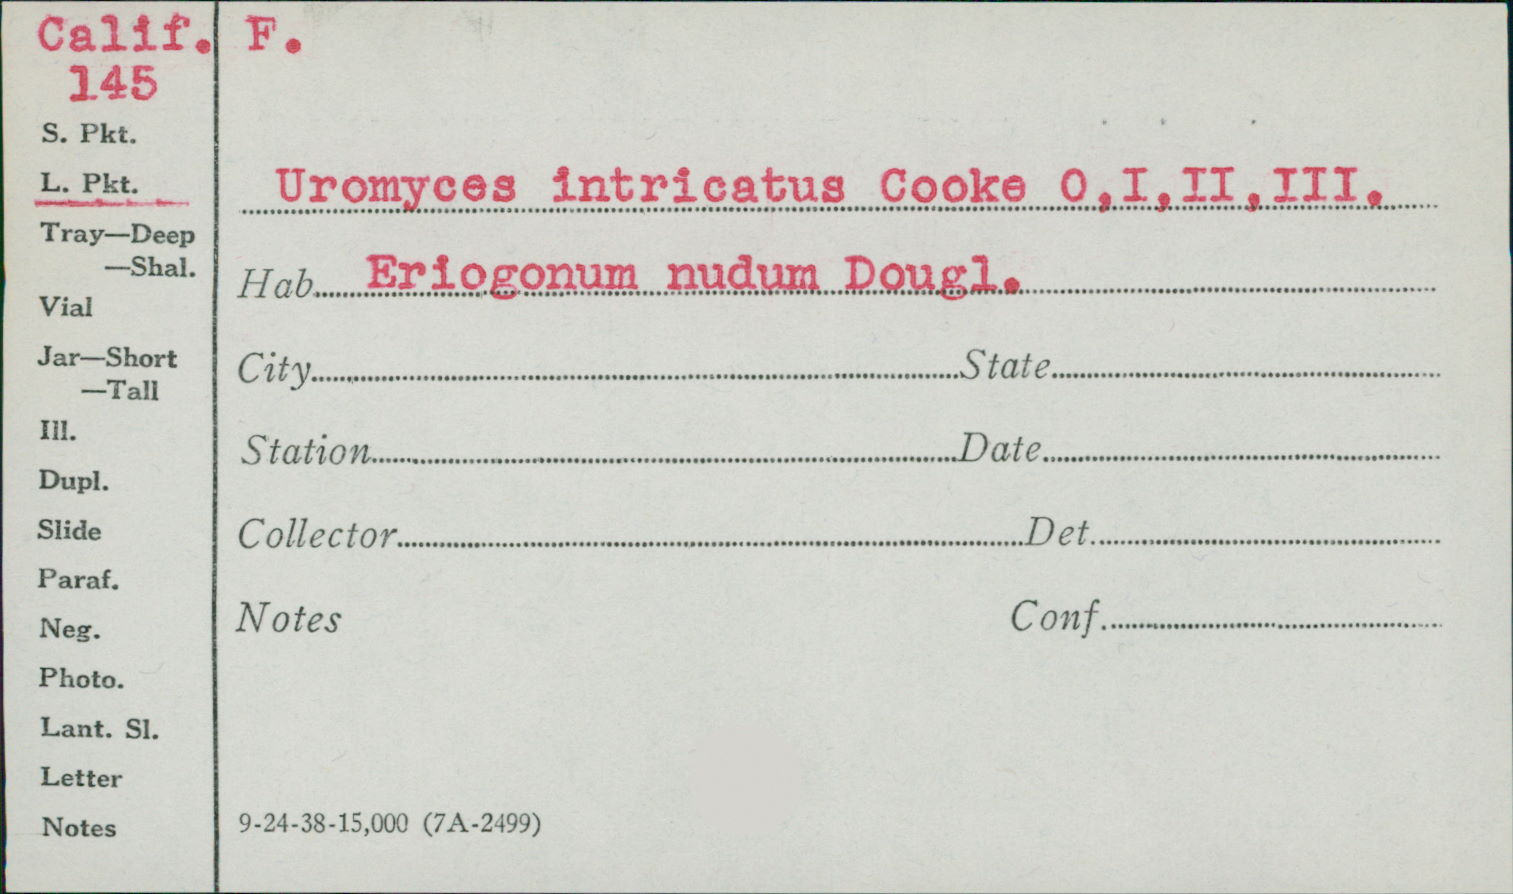 Calif. F.
145
S. Pkt.
L. Pkt.
Tray—Deep
—Shal.
Vial
Jar—Short
—Tall
Ill.
Dupl.
Slide
Paraf.
Neg.
Photo.
Lant. Sl.
Letter
Notes
Uromyces intricatus Cooke O,I,II,III.
Hab. Eriogonum nudum Dougl.
City State
Station Date
Collector Det.
Notes Conf.
9-24-38-15,000 (7A-2499)